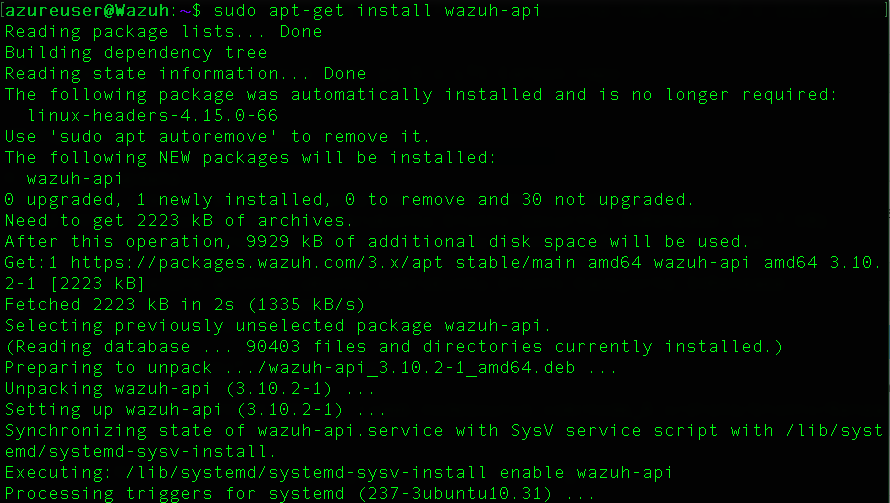 [azureuser@Wazuh:~$ sudo apt-get install wazuh-api ]
Reading package lists... Done
Building dependency tree
Reading state information... Done
The following package was automatically installed and is no longer required:
  linux-headers-4.15.0-66
Use 'sudo apt autoremove' to remove it.
The following NEW packages will be installed:
  wazuh-api
0 upgraded, 1 newly installed, 0 to remove and 30 not upgraded.
Need to get 2223 kB of archives.
After this operation, 9929 kB of additional disk space will be used.
Get:1 https://packages.wazuh.com/3.x/apt stable/main amd64 wazuh-api amd64 3.10.
2-1 [2223 kB]
Fetched 2223 kB in 2s (1335 kB/s)
Selecting previously unselected package wazuh-api.
(Reading database ... 90403 files and directories currently installed.)
Preparing to unpack .../wazuh-api_3.10.2-1_amd64.deb ...
Unpacking wazuh-api (3.10.2-1) ...
Setting up wazuh-api (3.10.2-1) ...
Synchronizing state of wazuh-api.service with SysV service script with /lib/syst
emd/systemd-sysv-install.
Executing: /lib/systemd/systemd-sysv-install enable wazuh-api
Processing triggers for systemd (237-3ubuntu10.31) ...